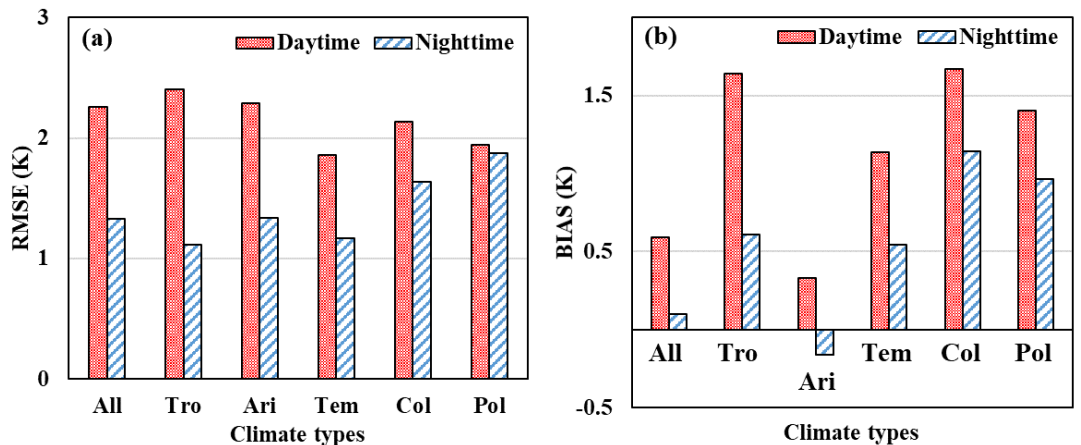 (a)
Daytime
Nighttime
RMSE (K)
3
2
1
0
All Tro Ari Tem Col Pol
Climate types
(b)
Daytime
Nighttime
BIAS (K)
1.5
0.5
-0.5
All Tro Ari Tem Col Pol
Climate types